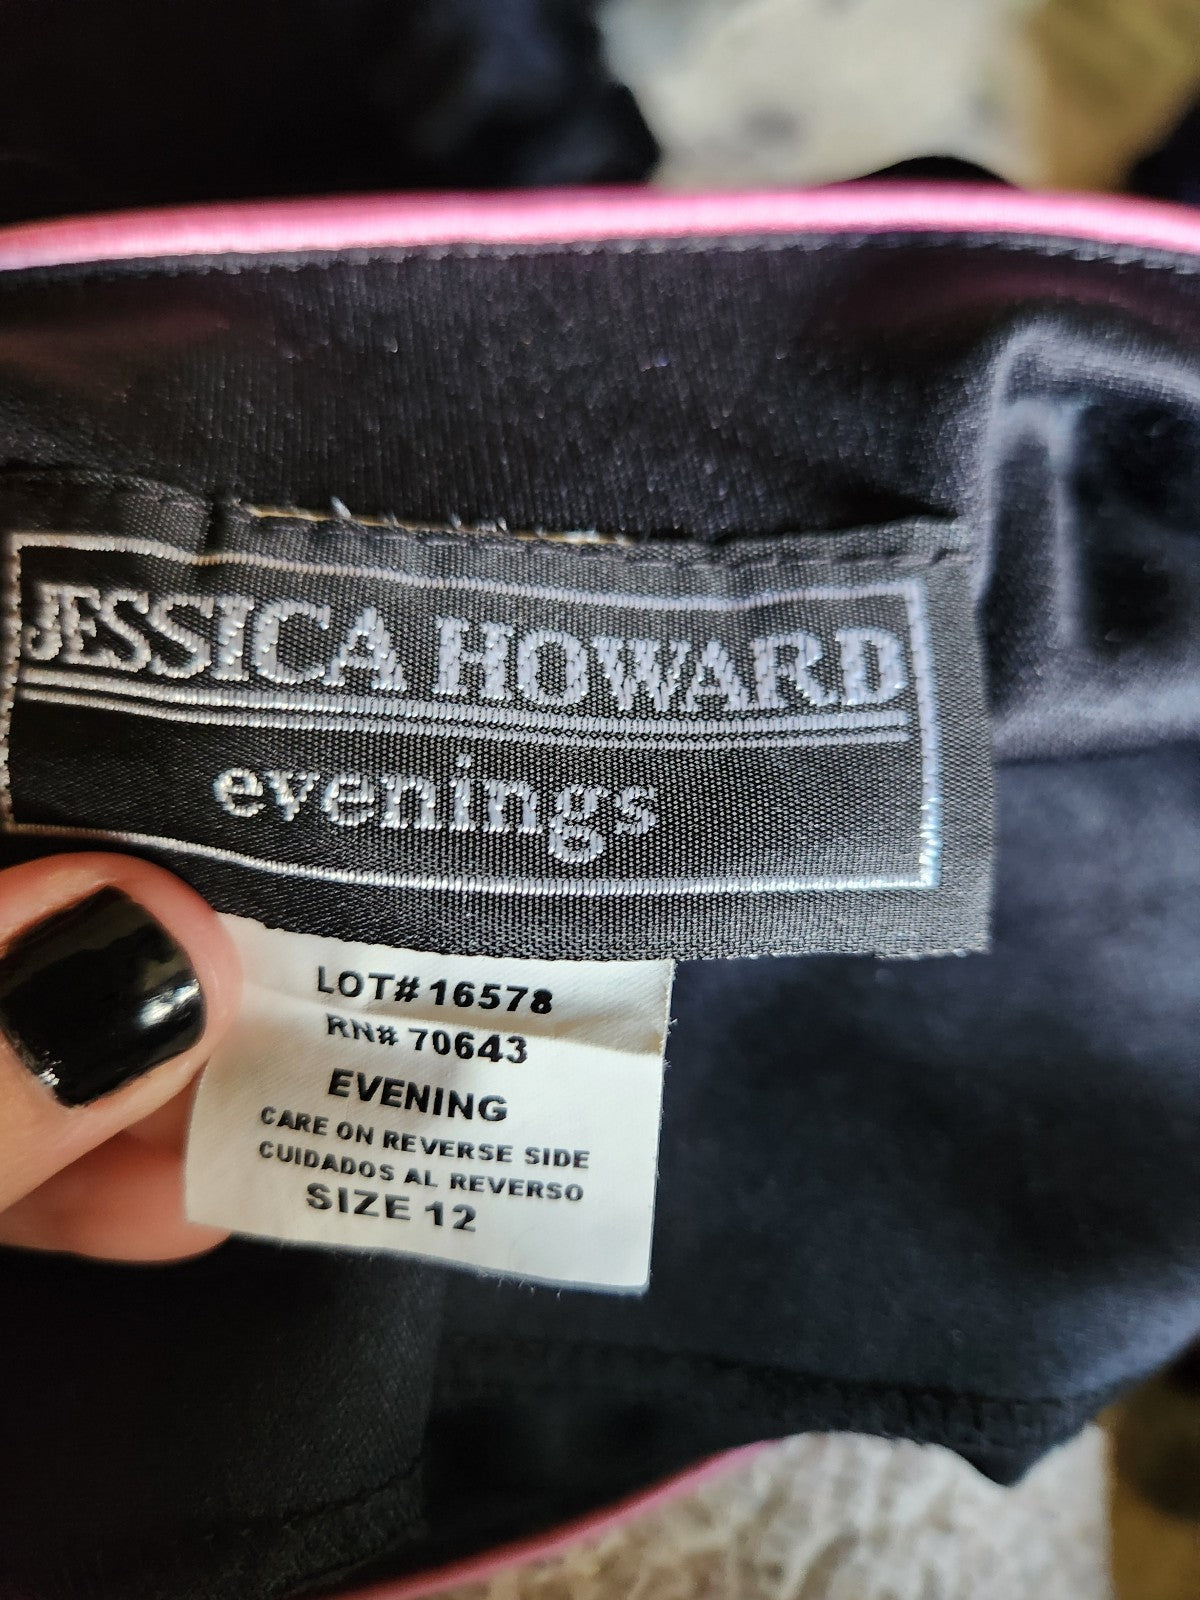 JESSICA HOWARD
evenings
LOT# 16578
RN# 70643
EVENING
CARE ON REVERSE SIDE
CUIDADOS AL REVERSO
SIZE 12